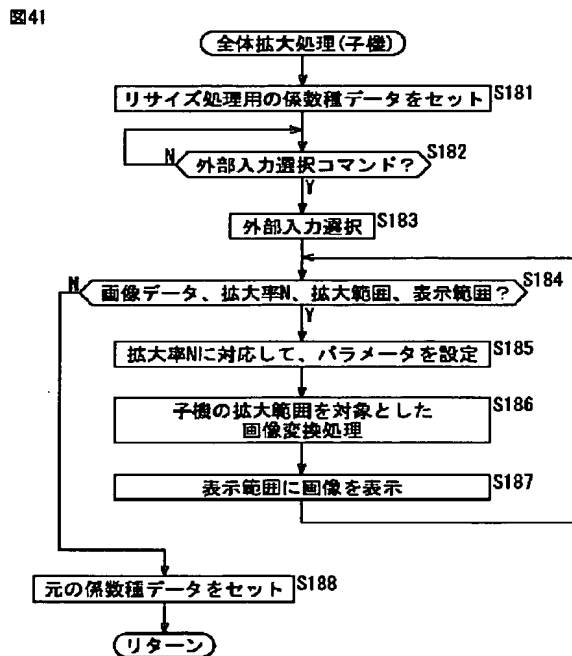 図41
全体拡大処理(子機)
リサイズ処理用の係数種データをセット
S181
N
外部入力選択コマンド?
S182
Y
外部入力選択
S183
N
画像データ、拡大率N、拡大範囲、表示範囲?
S184
Y
拡大率Nに対応して、パラメータを設定
S185
子機の拡大範囲を対象とした
画像変換処理
S186
表示範囲に画像を表示
S187
元の係数種データをセット
S188
リターン